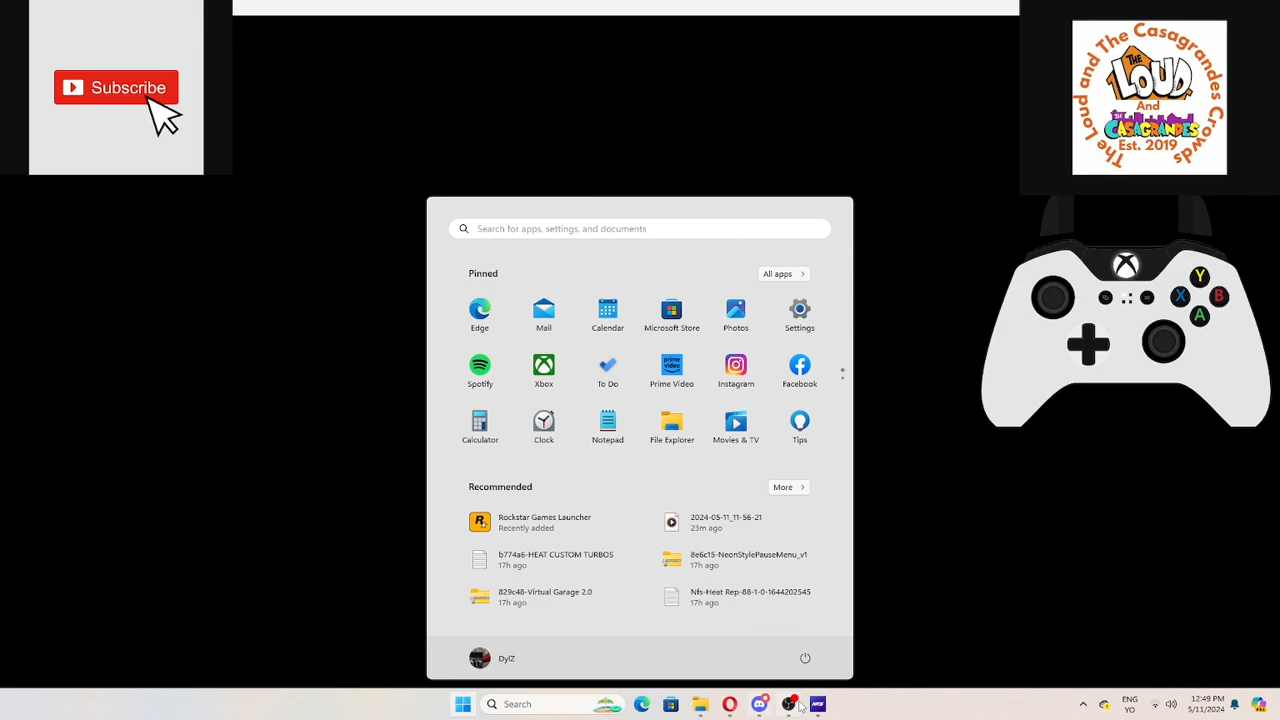 Subscribe
The Loud and The Casagrandes Crowds
THE
LOUD
And
THE
CASAGRANDES
Est. 2019
Search for apps, settings, and documents
Pinned
All apps
Edge
Mail
Calendar
Microsoft Store
Photos
Settings
prime video
Spotify
Xbox
To Do
Prime Video
Instagram
Facebook
Calculator
Clock
Notepad
File Explorer
Movies & TV
Tips
Recommended
More
Rockstar Games Launcher
Recently added
2024-05-11_11-56-21
23m ago
b774a6-HEAT CUSTOM TURBOS
17h ago
8e6c15-NeonStylePauseMenu_v1
17h ago
829c48-Virtual Garage 2.0
17h ago
Nfs-Heat Rep-88-1-0-1644202545
17h ago
DylZ
Y
X
B
A
Search
NFS
ENG
YO
12:49 PM
5/11/2024